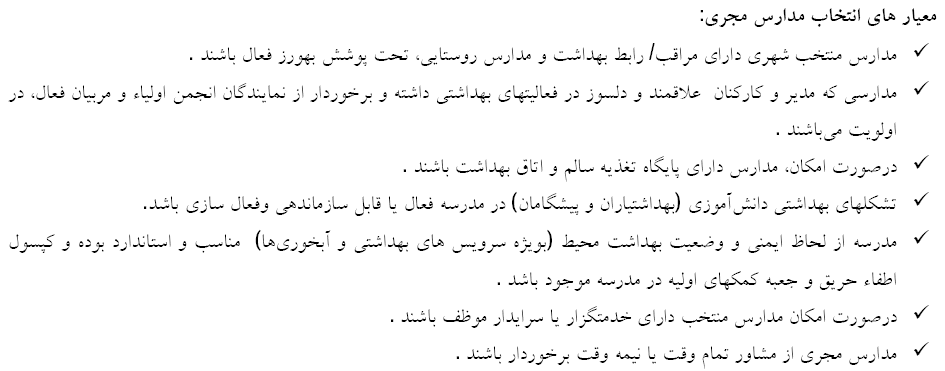 معیار های انتخاب مدارس مجری:
✓ مدارس منتخب شهری دارای مراقب/ رابط بهداشت و مدارس روستایی، تحت پوشش بهورز فعال باشند .
✓ مدارسی که مدیر و کارکنان علاقمند و دلسوز در فعالیتهای بهداشتی داشته و برخوردار از نمایندگان انجمن اولیاء و مربیان فعال، در
اولویت می‌باشند .
✓ درصورت امکان، مدارس دارای پایگاه تغذیه سالم و اتاق بهداشت باشند .
✓ تشکلهای بهداشتی دانش‌آموزی (بهداشتیاران و پیشگامان) در مدرسه فعال یا قابل سازماندهی وفعال سازی باشد.
✓ مدرسه از لحاظ ایمنی و وضعیت بهداشت محیط (بویژه سرویس های بهداشتی و آبخوری‌ها) مناسب و استاندارد بوده و کپسول
اطفاء حریق و جعبه کمکهای اولیه در مدرسه موجود باشد .
✓ درصورت امکان مدارس منتخب دارای خدمتگزار یا سرایدار موظف باشند .
✓ مدارس مجری از مشاور تمام وقت یا نیمه وقت برخوردار باشند .